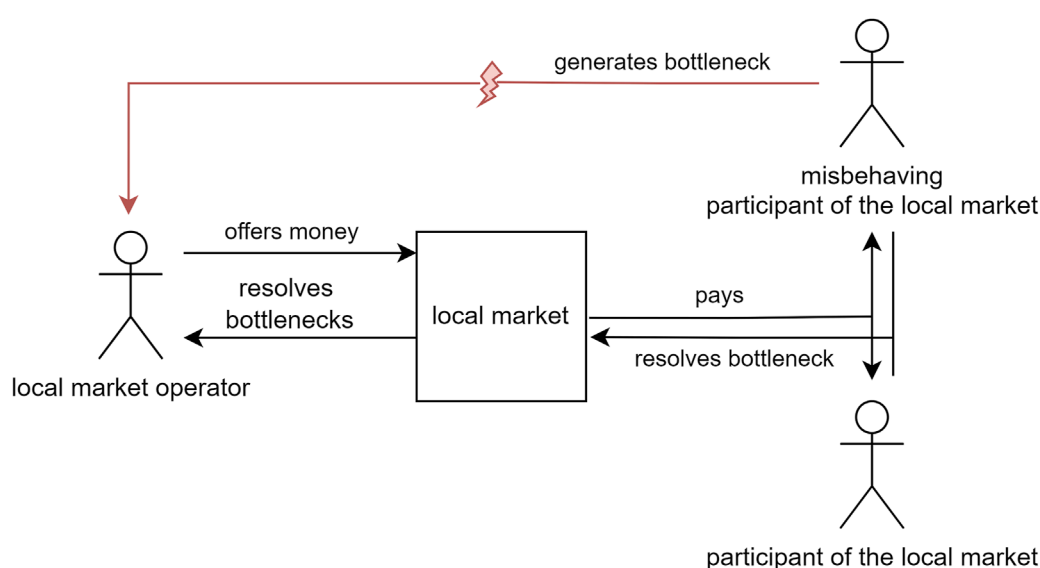 generates bottleneck
misbehaving
participant of the local market
offers money
resolves
bottlenecks
local market
pays
resolves bottleneck
local market operator
participant of the local market